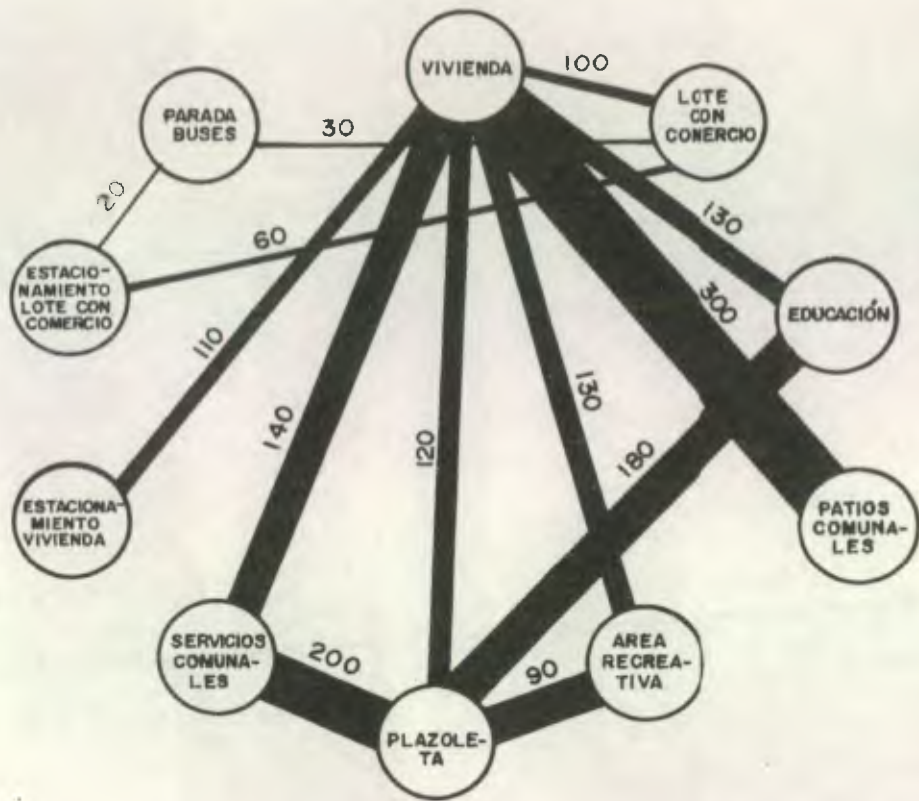 VIVIENDA
100
LOTE
CON
CONERCIO
PARADA
BUSES
30
20
60
130
ESTACIO-
NAMIENTO
LOTE CON
COMERCIO
300
EDUCACIÓN
110
140
120
130
180
ESTACIONA-
MIENTO
VIVIENDA
PATIOS
COMUNA-
LES
SERVICIOS
COMUNA-
LES
200
90
AREA
RECREA-
TIVA
PLAZOLE-
TA